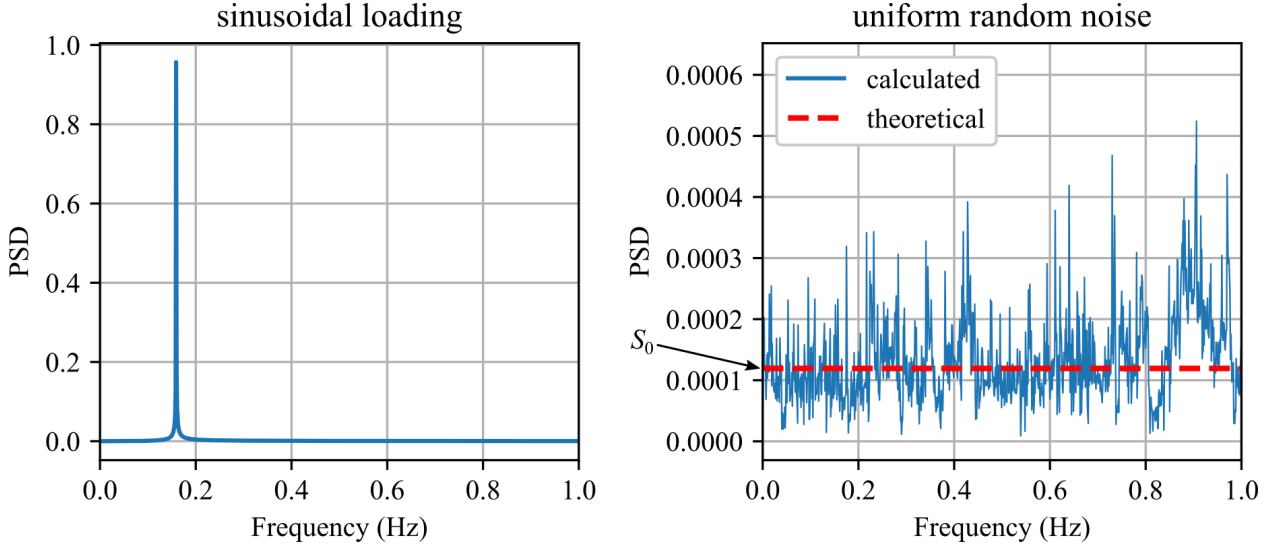 sinusoidal loading
1.0
0.8
0.6
0.4
0.2
0.0
PSD
0.0 0.2 0.4 0.6 0.8 1.0
Frequency (Hz)
uniform random noise
calculated
theoretical
0.0006
0.0005
0.0004
0.0003
0.0002
0.0001
0.0000
PSD
S₀
0.0 0.2 0.4 0.6 0.8 1.0
Frequency (Hz)